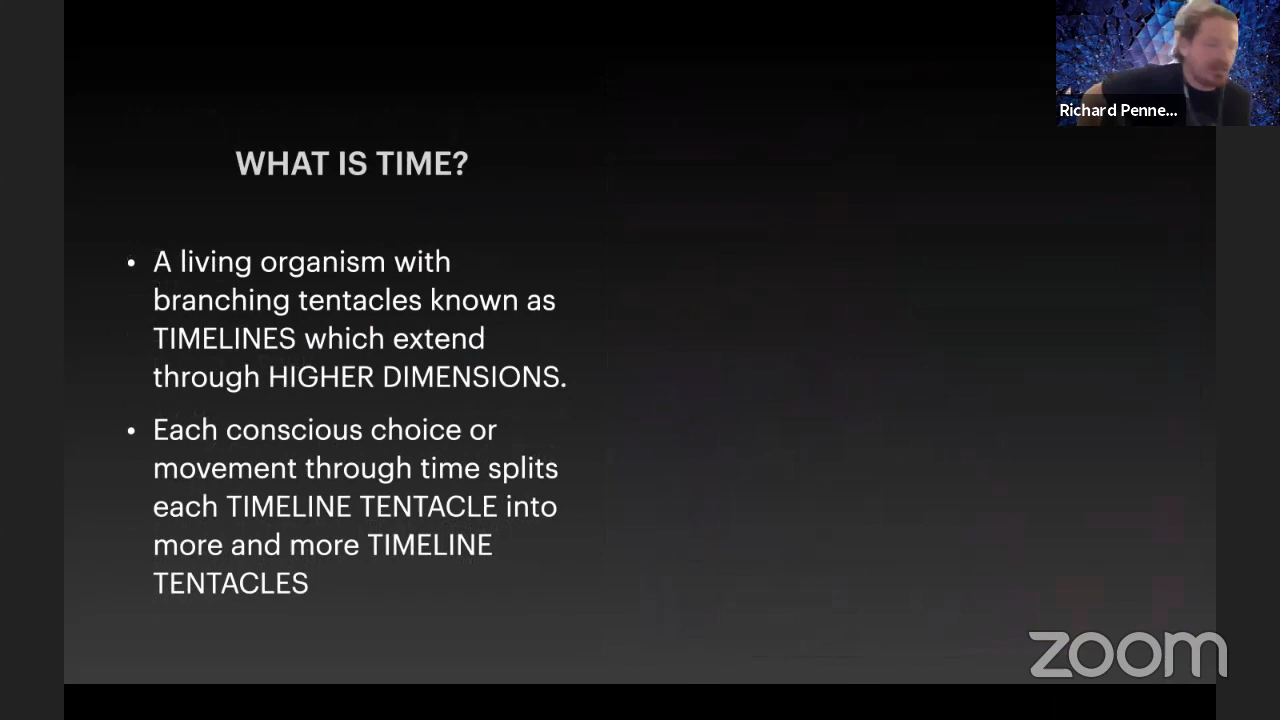 Richard Penne...
WHAT IS TIME?
• A living organism with
branching tentacles known as
TIMELINES which extend
through HIGHER DIMENSIONS.
• Each conscious choice or
movement through time splits
each TIMELINE TENTACLE into
more and more TIMELINE
TENTACLES
zoom